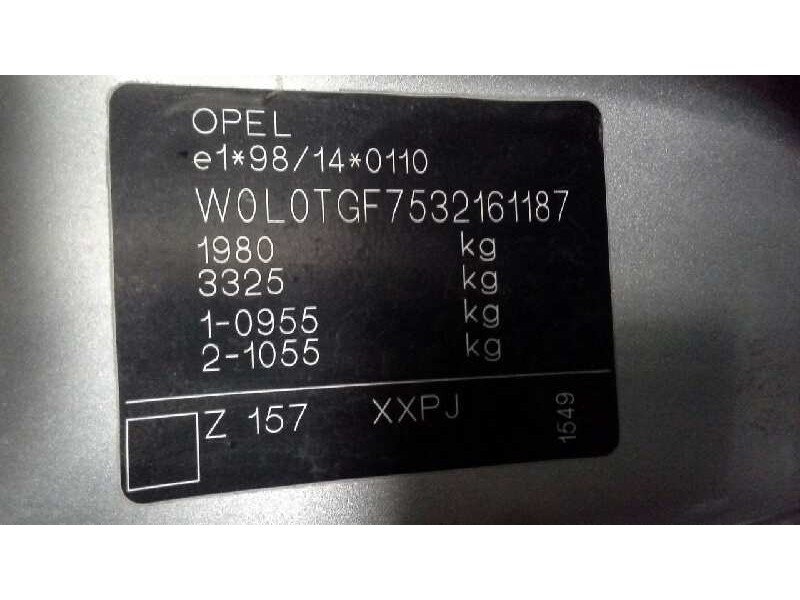 OPEL
e1*98/14*0110
W0L0TGF7532161187
1980 kg
3325 kg
1-0955 kg
2-1055 kg
Z 157 XXPJ
1549